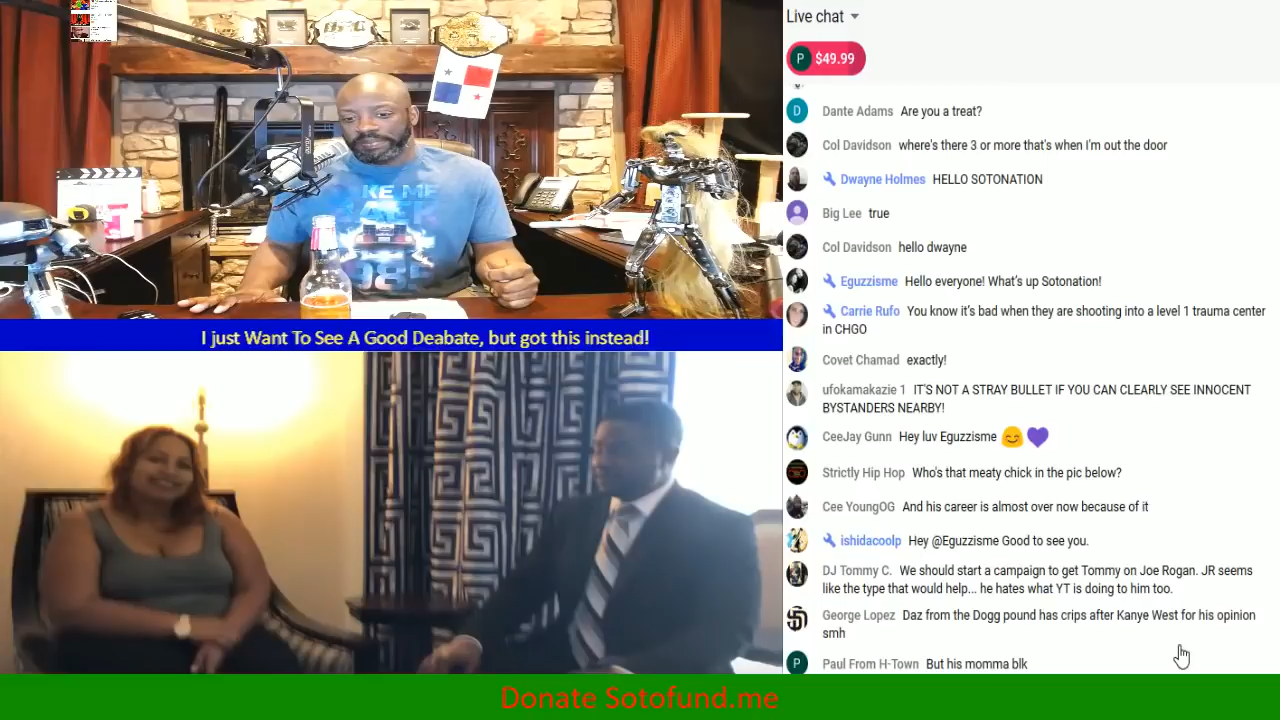 UFC
KE ME
BACK
1985
I just Want To See A Good Deabate, but got this instead!
Live chat
P $49.99
D Dante Adams Are you a treat?
Col Davidson where's there 3 or more that's when I'm out the door
Dwayne Holmes HELLO SOTONATION
Big Lee true
Col Davidson hello dwayne
Eguzzisme Hello everyone! What's up Sotonation!
Carrie Rufo You know it's bad when they are shooting into a level 1 trauma center
in CHGO
Covet Chamad exactly!
ufokamakazie 1 IT'S NOT A STRAY BULLET IF YOU CAN CLEARLY SEE INNOCENT
BYSTANDERS NEARBY!
CeeJay Gunn Hey luv Eguzzisme 😊💜
Strictly Hip Hop Who's that meaty chick in the pic below?
Cee YoungOG And his career is almost over now because of it
ishidacoolp Hey @Eguzzisme Good to see you.
DJ Tommy C. We should start a campaign to get Tommy on Joe Rogan. JR seems
like the type that would help... he hates what YT is doing to him too.
George Lopez Daz from the Dogg pound has crips after Kanye West for his opinion
smh
P Paul From H-Town But his momma blk
Donate Sotofund.me